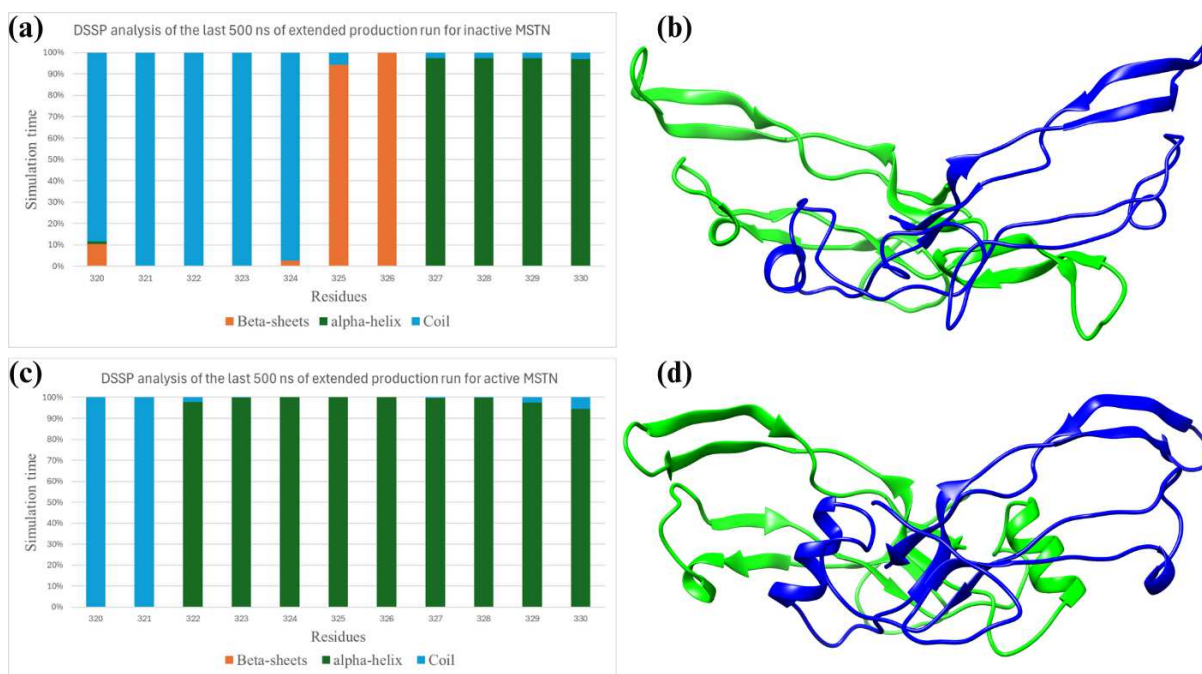 (a)
DSSP analysis of the last 500 ns of extended production run for inactive MSTN
100%
90%
80%
70%
60%
50%
40%
30%
20%
10%
0%
Simulation time
320 321 322 323 324 325 326 327 328 329 330
Residues
Beta-sheets alpha-helix Coil
(b)
(c)
DSSP analysis of the last 500 ns of extended production run for active MSTN
100%
90%
80%
70%
60%
50%
40%
30%
20%
10%
0%
Simulation time
320 321 322 323 324 325 326 327 328 329 330
Residues
Beta-sheets alpha-helix Coil
(d)